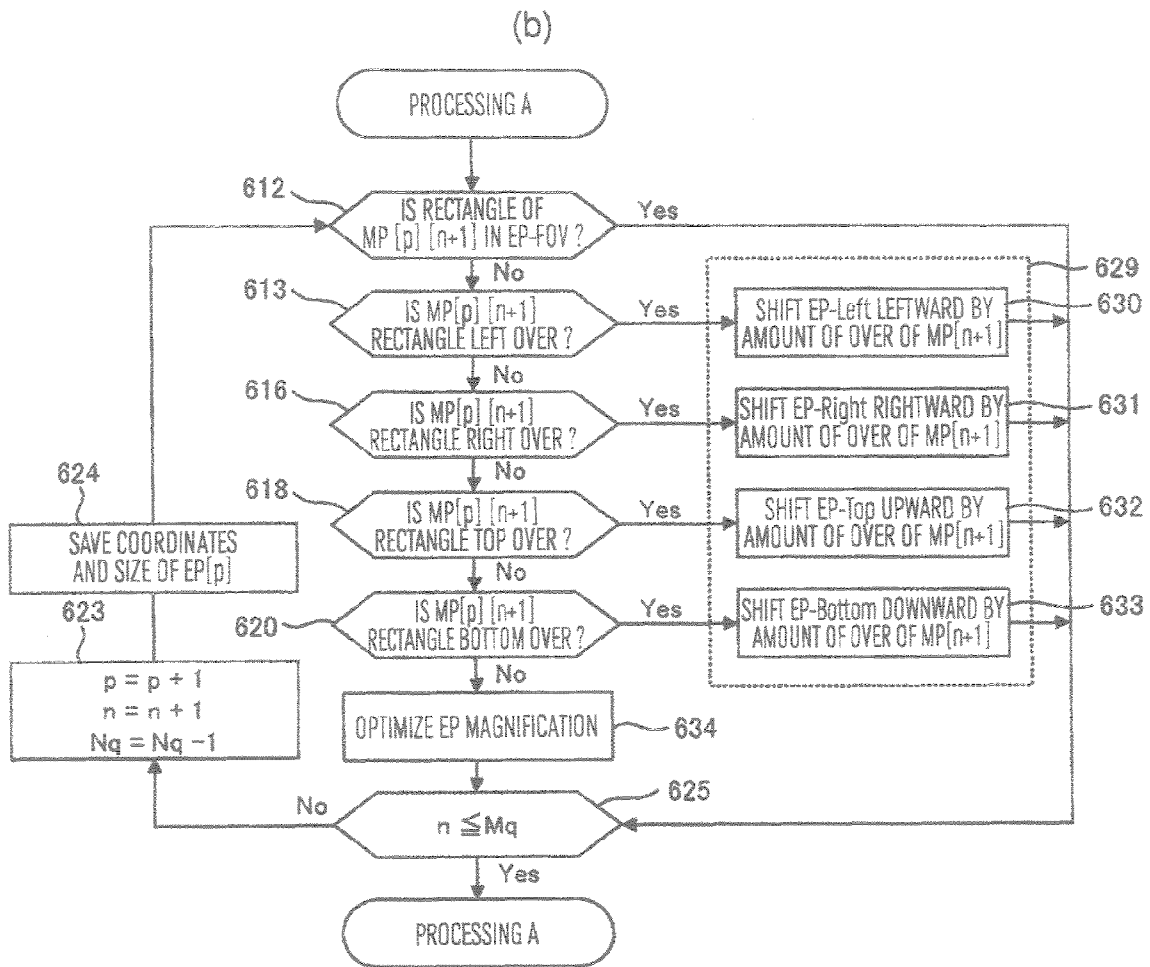 (b)
PROCESSING A
612
IS RECTANGLE OF
MP [p] [n+1] IN EP-FOV ?
Yes
No
613
IS MP[p] [n+1]
RECTANGLE LEFT OVER ?
Yes
629
SHIFT EP-Left LEFTWARD BY
AMOUNT OF OVER OF MP[n+1]
630
No
616
IS MP[p] [n+1]
RECTANGLE RIGHT OVER ?
Yes
SHIFT EP-Right RIGHTWARD BY
AMOUNT OF OVER OF MP[n+1]
631
No
618
IS MP[p] [n+1]
RECTANGLE TOP OVER ?
Yes
SHIFT EP-Top UPWARD BY
AMOUNT OF OVER OF MP[n+1]
632
No
624
SAVE COORDINATES
AND SIZE OF EP[p]
620
IS MP[p] [n+1]
RECTANGLE BOTTOM OVER ?
Yes
SHIFT EP-Bottom DOWNWARD BY
AMOUNT OF OVER OF MP[n+1]
633
No
623
p = p + 1
n = n + 1
Nq = Nq -1
OPTIMIZE EP MAGNIFICATION
634
625
n ≦ Mq
No
Yes
PROCESSING A